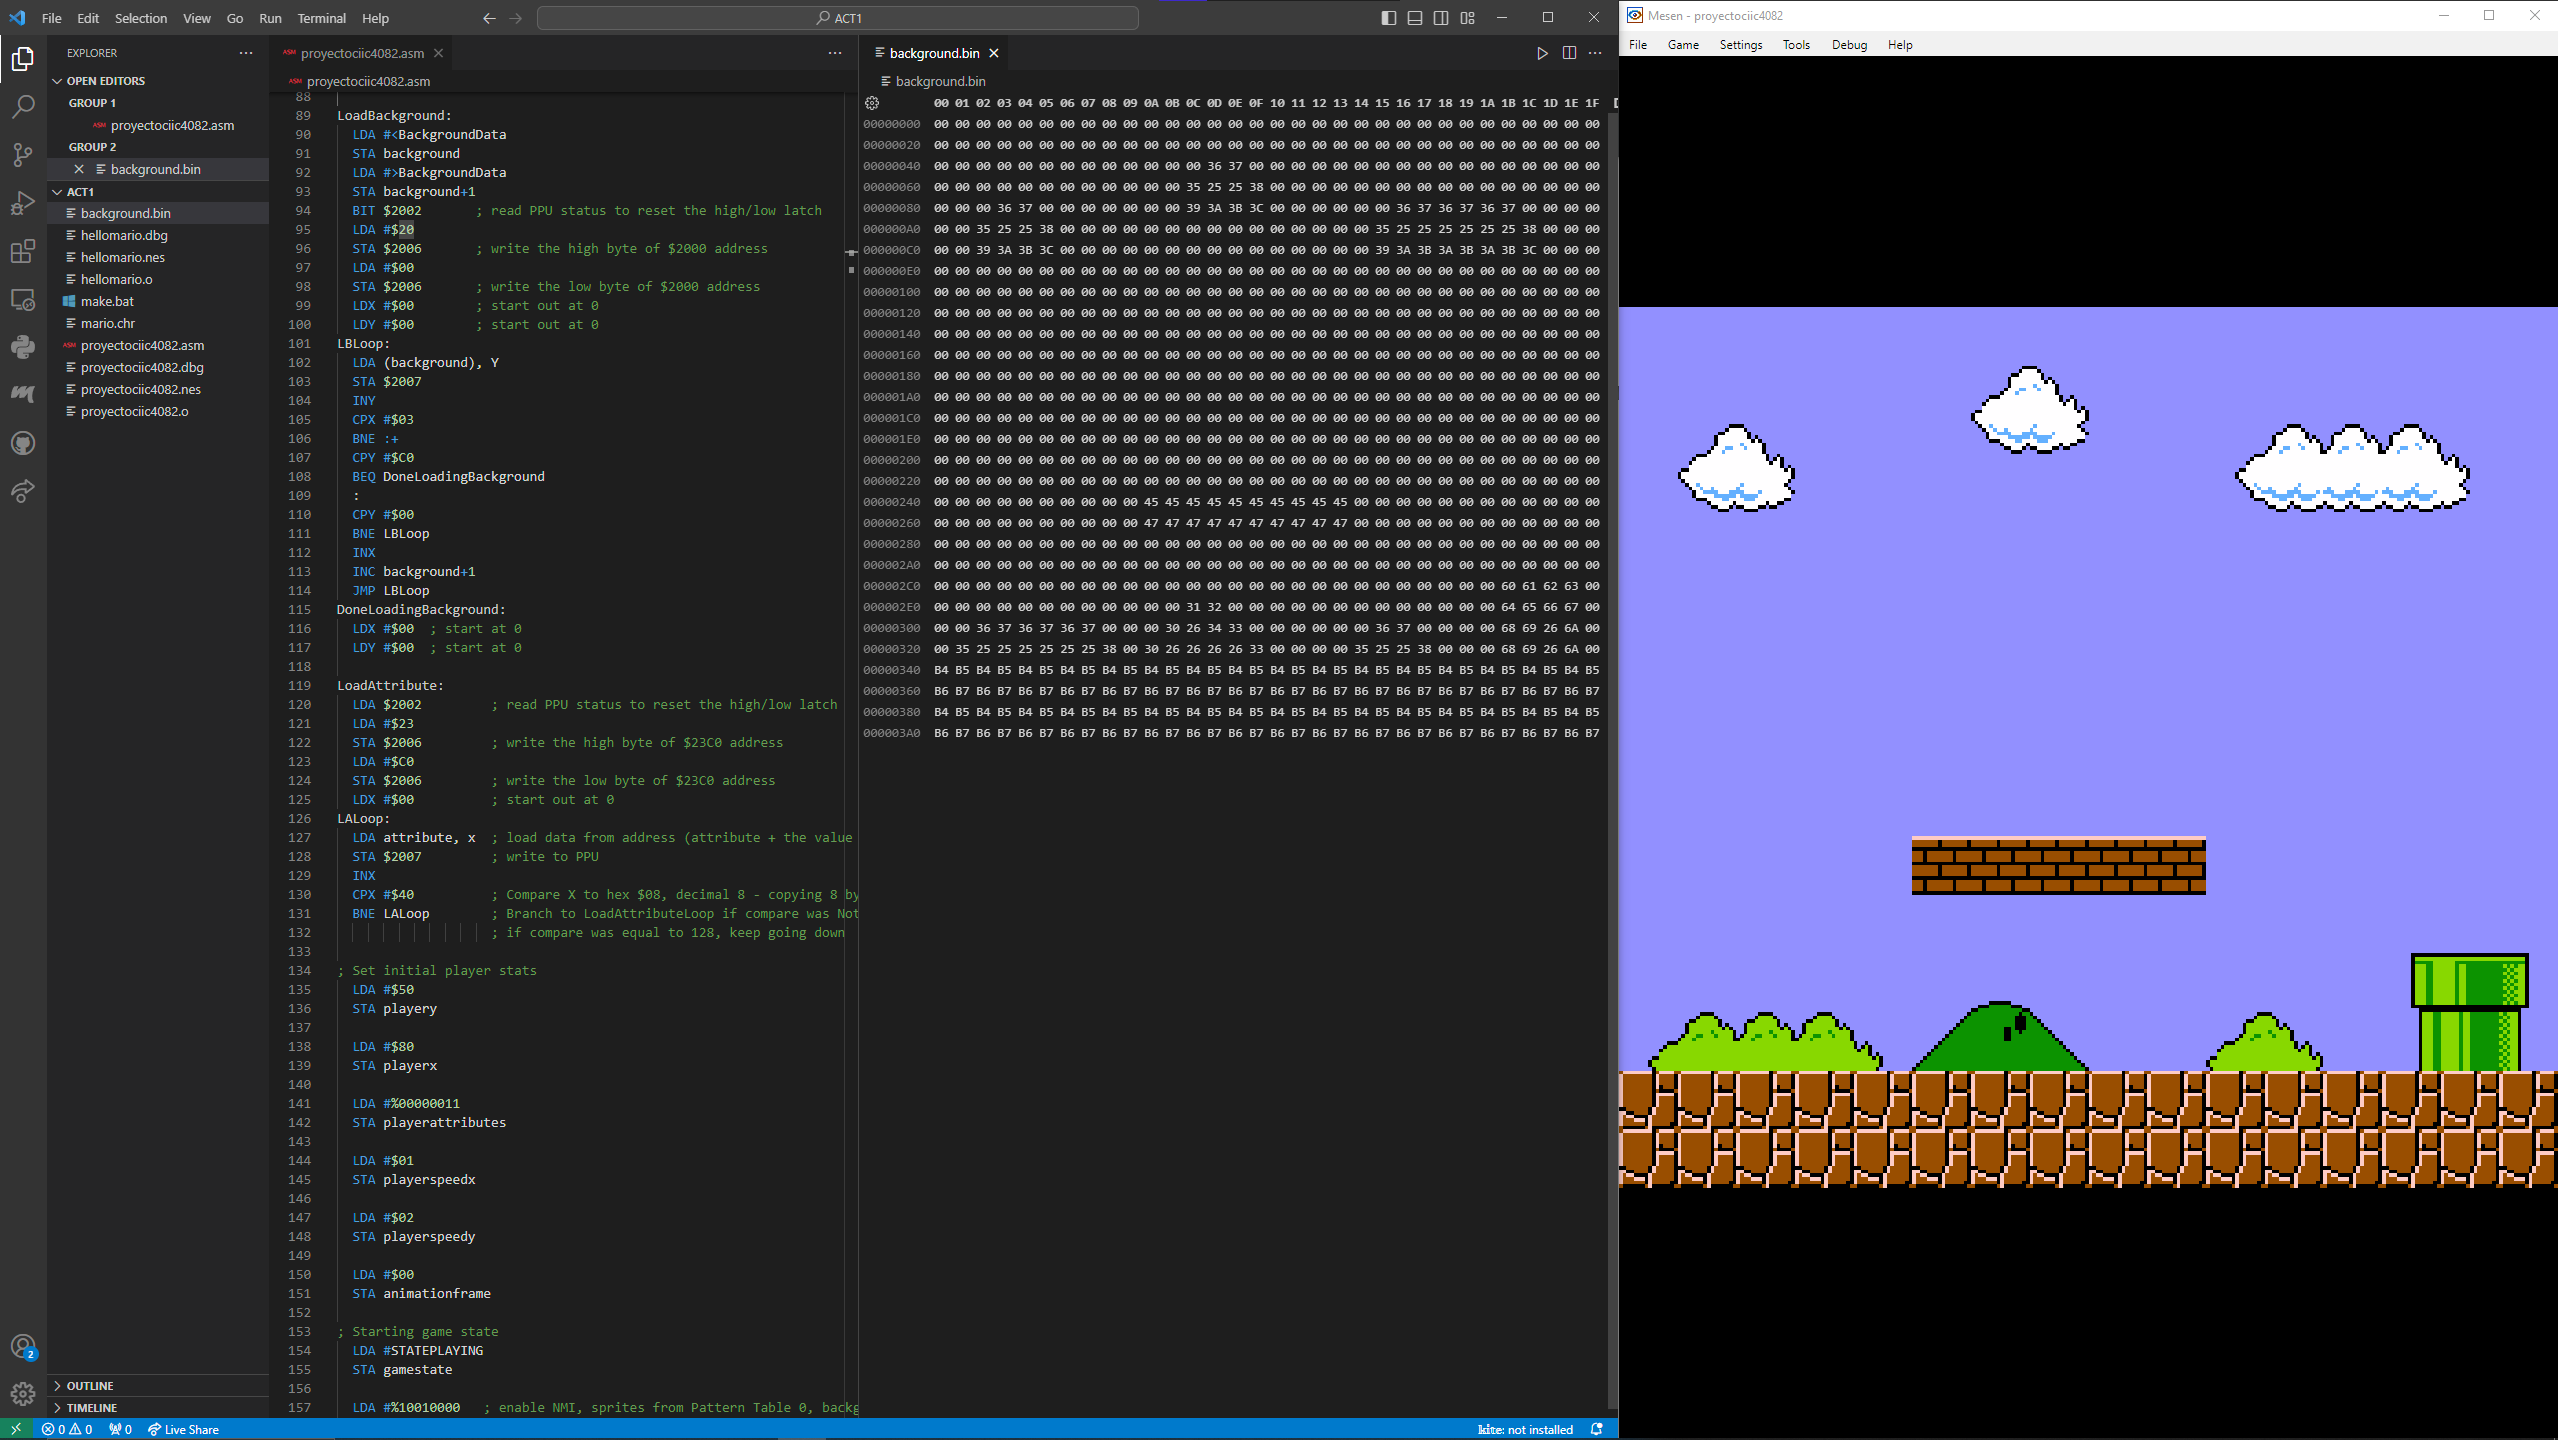 File Edit Selection View Go Run Terminal Help
ACT1
EXPLORER
OPEN EDITORS
GROUP 1
ASM proyectociic4082.asm
GROUP 2
background.bin
ACT1
background.bin
hellomario.dbg
hellomario.nes
hellomario.o
make.bat
mario.chr
ASM proyectociic4082.asm
proyectociic4082.dbg
proyectociic4082.nes
proyectociic4082.o
OUTLINE
TIMELINE
ASM proyectociic4082.asm
ASM proyectociic4082.asm
88
89 LoadBackground:
90 LDA #<BackgroundData
91 STA background
92 LDA #>BackgroundData
93 STA background+1
94 BIT $2002 ; read PPU status to reset the high/low latch
95 LDA #$20
96 STA $2006 ; write the high byte of $2000 address
97 LDA #$00
98 STA $2006 ; write the low byte of $2000 address
99 LDX #$00 ; start out at 0
100 LDY #$00 ; start out at 0
101 LBLoop:
102 LDA (background), Y
103 STA $2007
104 INY
105 CPX #$03
106 BNE :+
107 CPY #$C0
108 BEQ DoneLoadingBackground
109 :
110 CPY #$00
111 BNE LBLoop
112 INX
113 INC background+1
114 JMP LBLoop
115 DoneLoadingBackground:
116 LDX #$00 ; start at 0
117 LDY #$00 ; start at 0
118
119 LoadAttribute:
120 LDA $2002 ; read PPU status to reset the high/low latch
121 LDA #$23
122 STA $2006 ; write the high byte of $23C0 address
123 LDA #$C0
124 STA $2006 ; write the low byte of $23C0 address
125 LDX #$00 ; start out at 0
126 LALoop:
127 LDA attribute, x ; load data from address (attribute + the value
128 STA $2007 ; write to PPU
129 INX
130 CPX #$40 ; Compare X to hex $08, decimal 8 - copying 8 by
131 BNE LALoop ; Branch to LoadAttributeLoop if compare was Not
132 ; if compare was equal to 128, keep going down
133
134 ; Set initial player stats
135 LDA #$50
136 STA playery
137
138 LDA #$80
139 STA playerx
140
141 LDA #%00000011
142 STA playerattributes
143
144 LDA #$01
145 STA playerspeedx
146
147 LDA #$02
148 STA playerspeedy
149
150 LDA #$00
151 STA animationframe
152
153 ; Starting game state
154 LDA #STATEPLAYING
155 STA gamestate
156
157 LDA #%10010000 ; enable NMI, sprites from Pattern Table 0, backg
background.bin
background.bin
00 01 02 03 04 05 06 07 08 09 0A 0B 0C 0D 0E 0F 10 11 12 13 14 15 16 17 18 19 1A 1B 1C 1D 1E 1F
00000000 00 00 00 00 00 00 00 00 00 00 00 00 00 00 00 00 00 00 00 00 00 00 00 00 00 00 00 00 00 00 00 00
00000020 00 00 00 00 00 00 00 00 00 00 00 00 00 00 00 00 00 00 00 00 00 00 00 00 00 00 00 00 00 00 00 00
00000040 00 00 00 00 00 00 00 00 00 00 00 00 00 36 37 00 00 00 00 00 00 00 00 00 00 00 00 00 00 00 00 00
00000060 00 00 00 00 00 00 00 00 00 00 00 00 35 25 25 38 00 00 00 00 00 00 00 00 00 00 00 00 00 00 00 00
00000080 00 00 00 36 37 00 00 00 00 00 00 00 39 3A 3B 3C 00 00 00 00 00 00 36 37 36 37 36 37 00 00 00 00
000000A0 00 00 35 25 25 38 00 00 00 00 00 00 00 00 00 00 00 00 00 00 00 35 25 25 25 25 25 25 38 00 00 00
000000C0 00 00 39 3A 3B 3C 00 00 00 00 00 00 00 00 00 00 00 00 00 00 00 39 3A 3B 3A 3B 3A 3B 3C 00 00 00
000000E0 00 00 00 00 00 00 00 00 00 00 00 00 00 00 00 00 00 00 00 00 00 00 00 00 00 00 00 00 00 00 00 00
00000100 00 00 00 00 00 00 00 00 00 00 00 00 00 00 00 00 00 00 00 00 00 00 00 00 00 00 00 00 00 00 00 00
00000120 00 00 00 00 00 00 00 00 00 00 00 00 00 00 00 00 00 00 00 00 00 00 00 00 00 00 00 00 00 00 00 00
00000140 00 00 00 00 00 00 00 00 00 00 00 00 00 00 00 00 00 00 00 00 00 00 00 00 00 00 00 00 00 00 00 00
00000160 00 00 00 00 00 00 00 00 00 00 00 00 00 00 00 00 00 00 00 00 00 00 00 00 00 00 00 00 00 00 00 00
00000180 00 00 00 00 00 00 00 00 00 00 00 00 00 00 00 00 00 00 00 00 00 00 00 00 00 00 00 00 00 00 00 00
000001A0 00 00 00 00 00 00 00 00 00 00 00 00 00 00 00 00 00 00 00 00 00 00 00 00 00 00 00 00 00 00 00 00
000001C0 00 00 00 00 00 00 00 00 00 00 00 00 00 00 00 00 00 00 00 00 00 00 00 00 00 00 00 00 00 00 00 00
000001E0 00 00 00 00 00 00 00 00 00 00 00 00 00 00 00 00 00 00 00 00 00 00 00 00 00 00 00 00 00 00 00 00
00000200 00 00 00 00 00 00 00 00 00 00 00 00 00 00 00 00 00 00 00 00 00 00 00 00 00 00 00 00 00 00 00 00
00000220 00 00 00 00 00 00 00 00 00 00 00 00 00 00 00 00 00 00 00 00 00 00 00 00 00 00 00 00 00 00 00 00
00000240 00 00 00 00 00 00 00 00 00 00 45 45 45 45 45 45 45 45 45 45 00 00 00 00 00 00 00 00 00 00 00 00
00000260 00 00 00 00 00 00 00 00 00 00 47 47 47 47 47 47 47 47 47 47 00 00 00 00 00 00 00 00 00 00 00 00
00000280 00 00 00 00 00 00 00 00 00 00 00 00 00 00 00 00 00 00 00 00 00 00 00 00 00 00 00 00 00 00 00 00
000002A0 00 00 00 00 00 00 00 00 00 00 00 00 00 00 00 00 00 00 00 00 00 00 00 00 00 00 00 00 00 00 00 00
000002C0 00 00 00 00 00 00 00 00 00 00 00 00 00 00 00 00 00 00 00 00 00 00 00 00 00 00 00 60 61 62 63 00
000002E0 00 00 00 00 00 00 00 00 00 00 00 00 31 32 00 00 00 00 00 00 00 00 00 00 00 00 00 64 65 66 67 00
00000300 00 00 36 37 36 37 36 37 00 00 00 30 26 34 33 00 00 00 00 00 00 36 37 00 00 00 00 68 69 26 6A 00
00000320 00 35 25 25 25 25 25 25 38 00 30 26 26 26 26 33 00 00 00 00 35 25 25 38 00 00 00 68 69 26 6A 00
00000340 B4 B5 B4 B5 B4 B5 B4 B5 B4 B5 B4 B5 B4 B5 B4 B5 B4 B5 B4 B5 B4 B5 B4 B5 B4 B5 B4 B5 B4 B5 B4 B5
00000360 B6 B7 B6 B7 B6 B7 B6 B7 B6 B7 B6 B7 B6 B7 B6 B7 B6 B7 B6 B7 B6 B7 B6 B7 B6 B7 B6 B7 B6 B7 B6 B7
00000380 B4 B5 B4 B5 B4 B5 B4 B5 B4 B5 B4 B5 B4 B5 B4 B5 B4 B5 B4 B5 B4 B5 B4 B5 B4 B5 B4 B5 B4 B5 B4 B5
000003A0 B6 B7 B6 B7 B6 B7 B6 B7 B6 B7 B6 B7 B6 B7 B6 B7 B6 B7 B6 B7 B6 B7 B6 B7 B6 B7 B6 B7 B6 B7 B6 B7
Mesen - proyectociic4082
File Game Settings Tools Debug Help
2
0 0 0 Live Share
kite: not installed